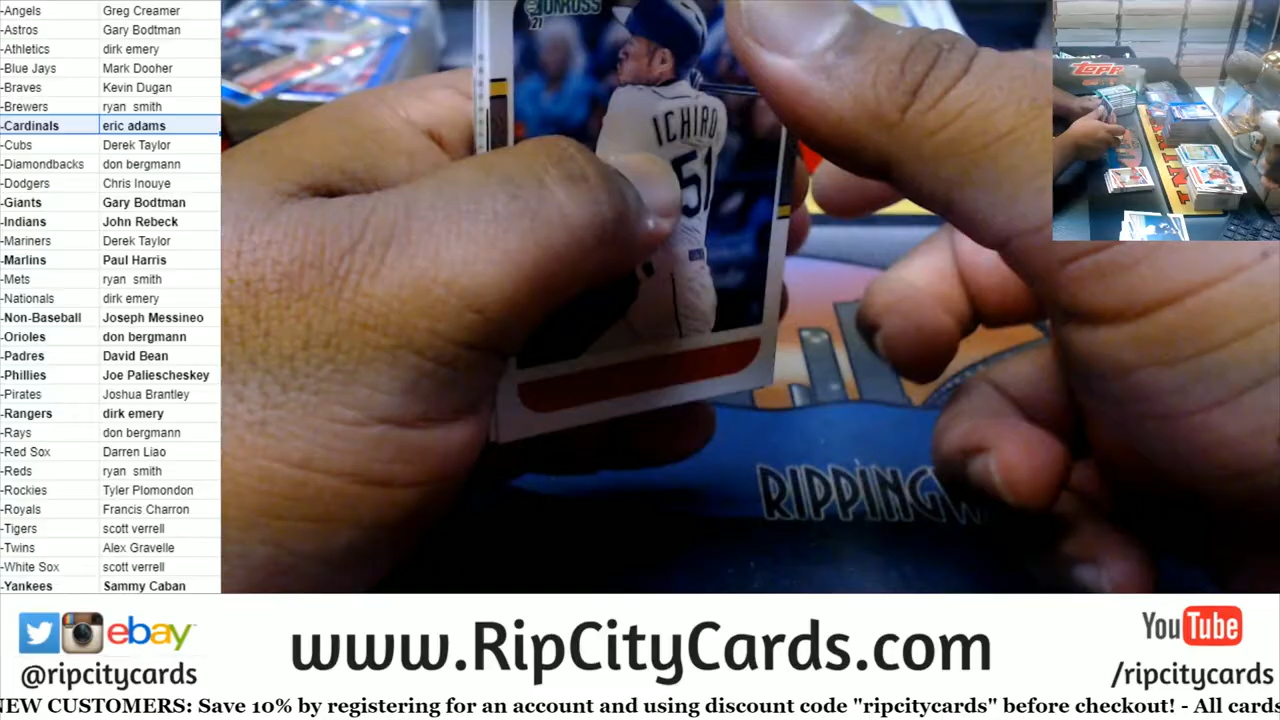 -Angels Greg Creamer
-Astros Gary Bodtman
-Athletics dirk emery
-Blue Jays Mark Dooher
-Braves Kevin Dugan
-Brewers ryan smith
-Cardinals eric adams
-Cubs Derek Taylor
-Diamondbacks don bergmann
-Dodgers Chris Inouye
-Giants Gary Bodtman
-Indians John Rebeck
-Mariners Derek Taylor
-Marlins Paul Harris
-Mets ryan smith
-Nationals dirk emery
-Non-Baseball Joseph Messineo
-Orioles don bergmann
-Padres David Bean
-Phillies Joe Paliescheskey
-Pirates Joshua Brantley
-Rangers dirk emery
-Rays don bergmann
-Red Sox Darren Liao
-Reds ryan smith
-Rockies Tyler Plomondon
-Royals Francis Charron
-Tigers scott verrell
-Twins Alex Gravelle
-White Sox scott verrell
-Yankees Sammy Caban
21
ICHIRO
51
RIPPING
Topps
ebay
@ripcitycards
www.RipCityCards.com
YouTube
/ripcitycards
NEW CUSTOMERS: Save 10% by registering for an account and using discount code "ripcitycards" before checkout! - All cards